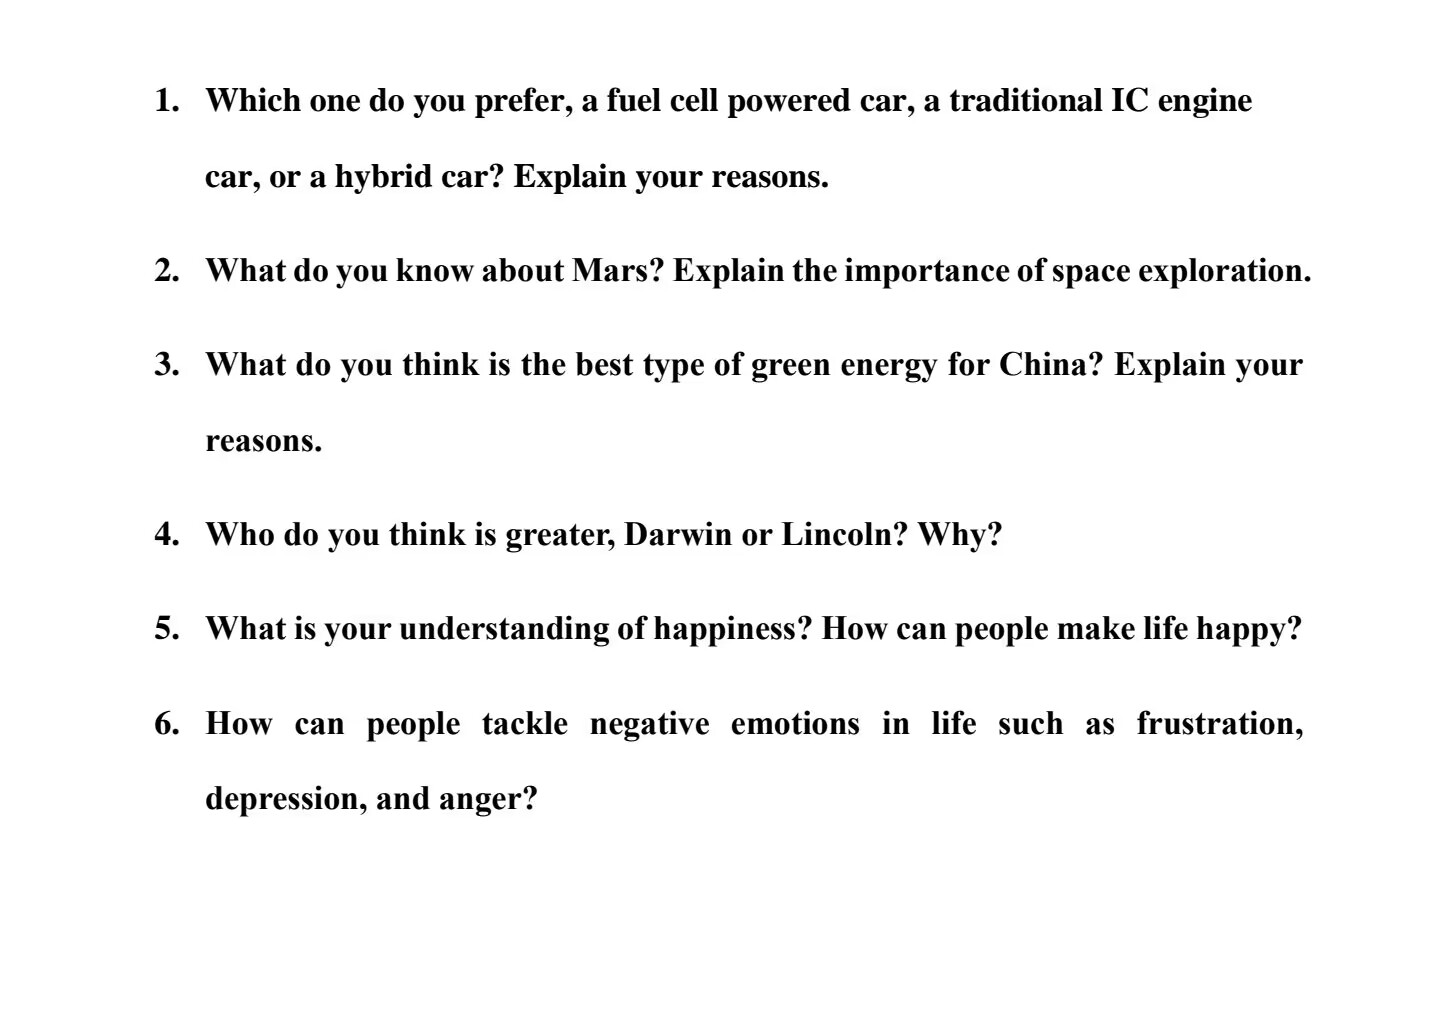 1. Which one do you prefer, a fuel cell powered car, a traditional IC engine
car, or a hybrid car? Explain your reasons.
2. What do you know about Mars? Explain the importance of space exploration.
3. What do you think is the best type of green energy for China? Explain your
reasons.
4. Who do you think is greater, Darwin or Lincoln? Why?
5. What is your understanding of happiness? How can people make life happy?
6. How can people tackle negative emotions in life such as frustration,
depression, and anger?